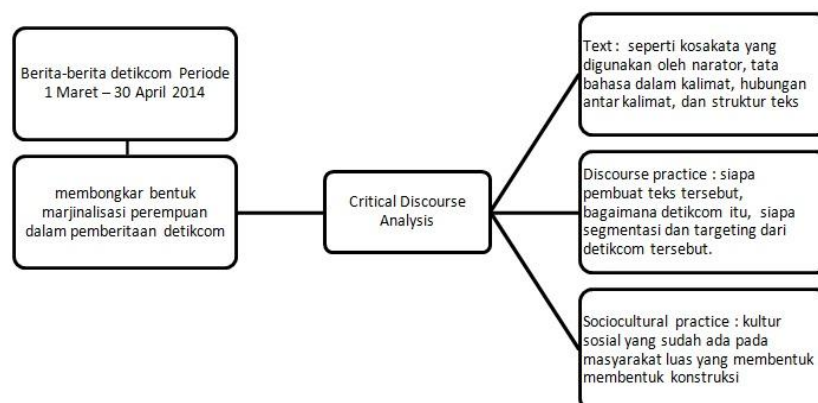 Berita-berita detikcom Periode
1 Maret – 30 April 2014
membongkar bentuk
marjinalisasi perempuan
dalam pemberitaan detikcom
Critical Discourse
Analysis
Text : seperti kosakata yang
digunakan oleh narator, tata
bahasa dalam kalimat, hubungan
antar kalimat, dan struktur teks
Discourse practice : siapa
pembuat teks tersebut,
bagaimana detikcom itu, siapa
segmentasi dan targeting dari
detikcom tersebut.
Sociocultural practice : kultur
sosial yang sudah ada pada
masyarakat luas yang membentuk
membentuk konstruksi